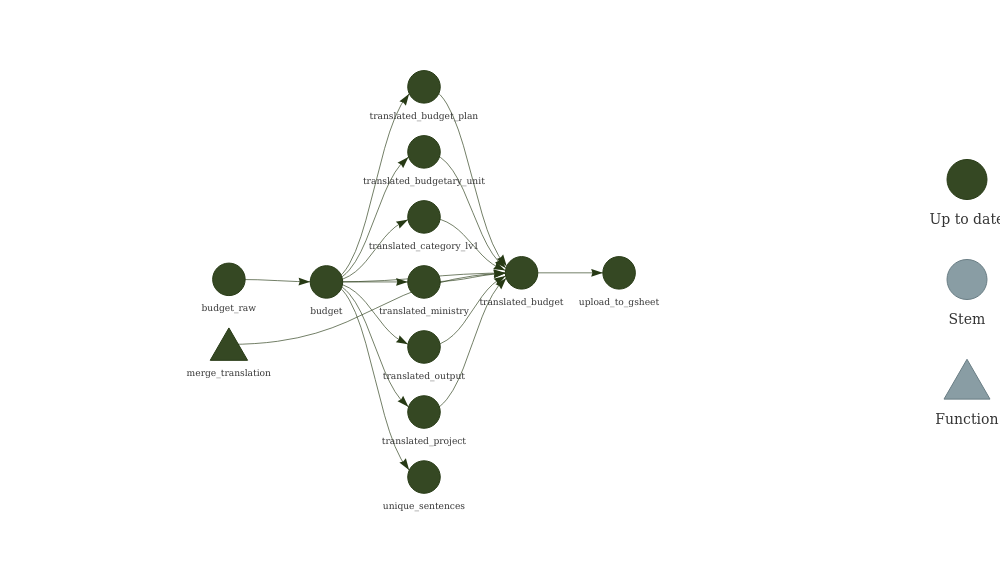 translated_budget_plan
translated_budgetary_unit
translated_category_lv1
budget_raw
budget
translated_ministry
translated_budget
upload_to_gsheet
merge_translation
translated_output
translated_project
unique_sentences
Up to date
Stem
Function